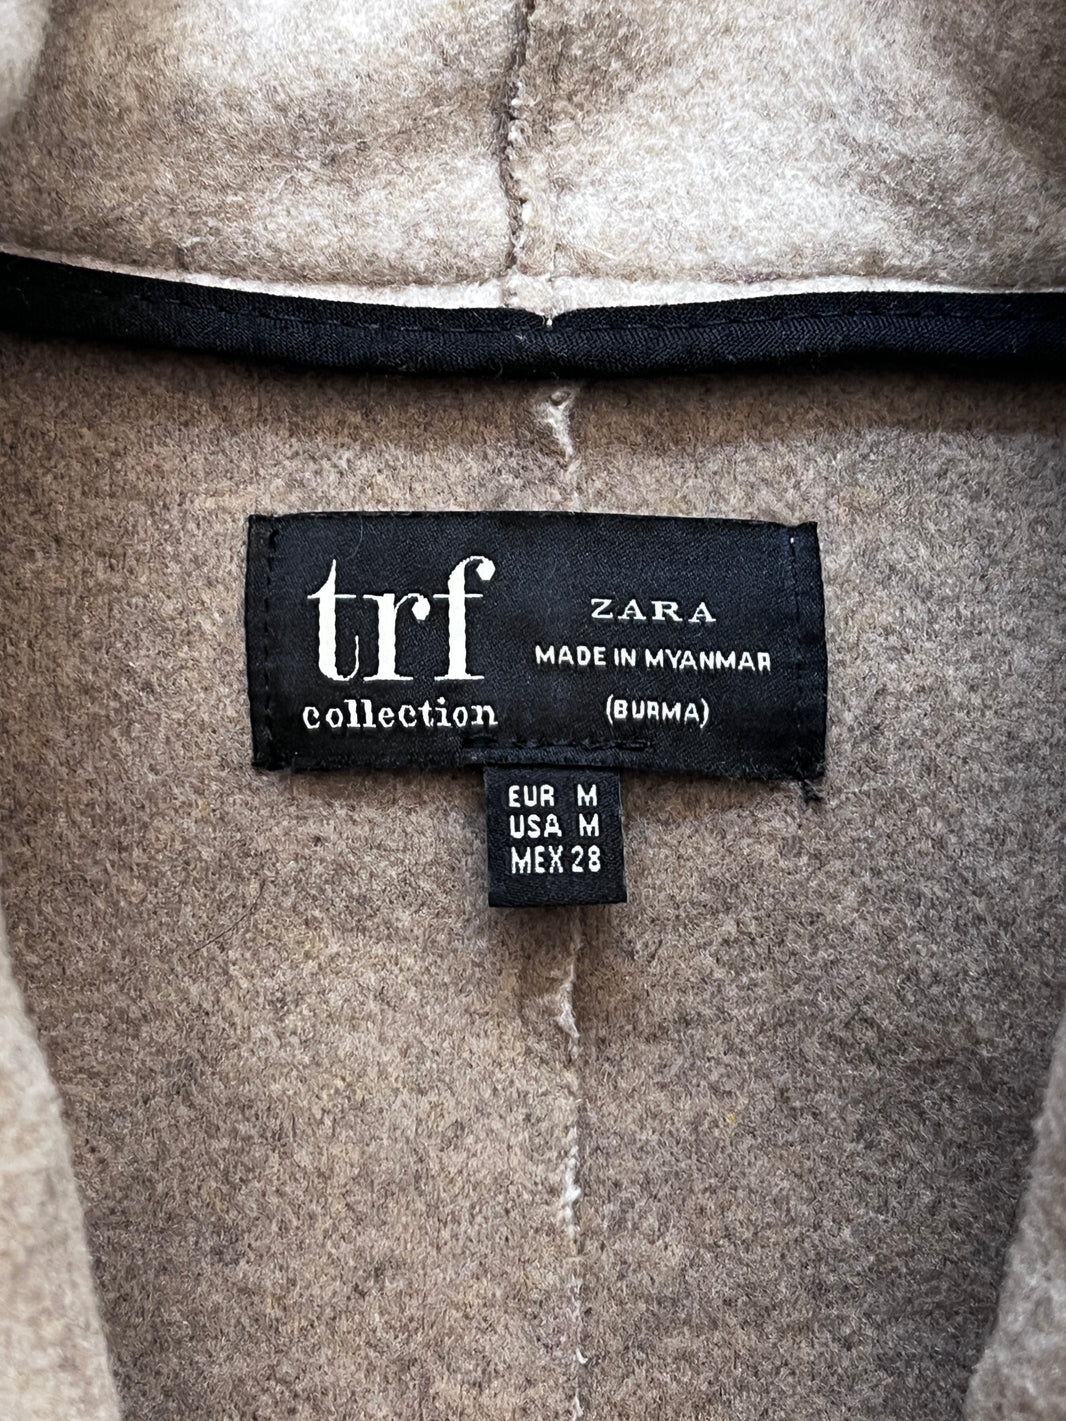 trf
collection
ZARA
MADE IN MYANMAR
(BURMA)
EUR M
USA M
MEX 28